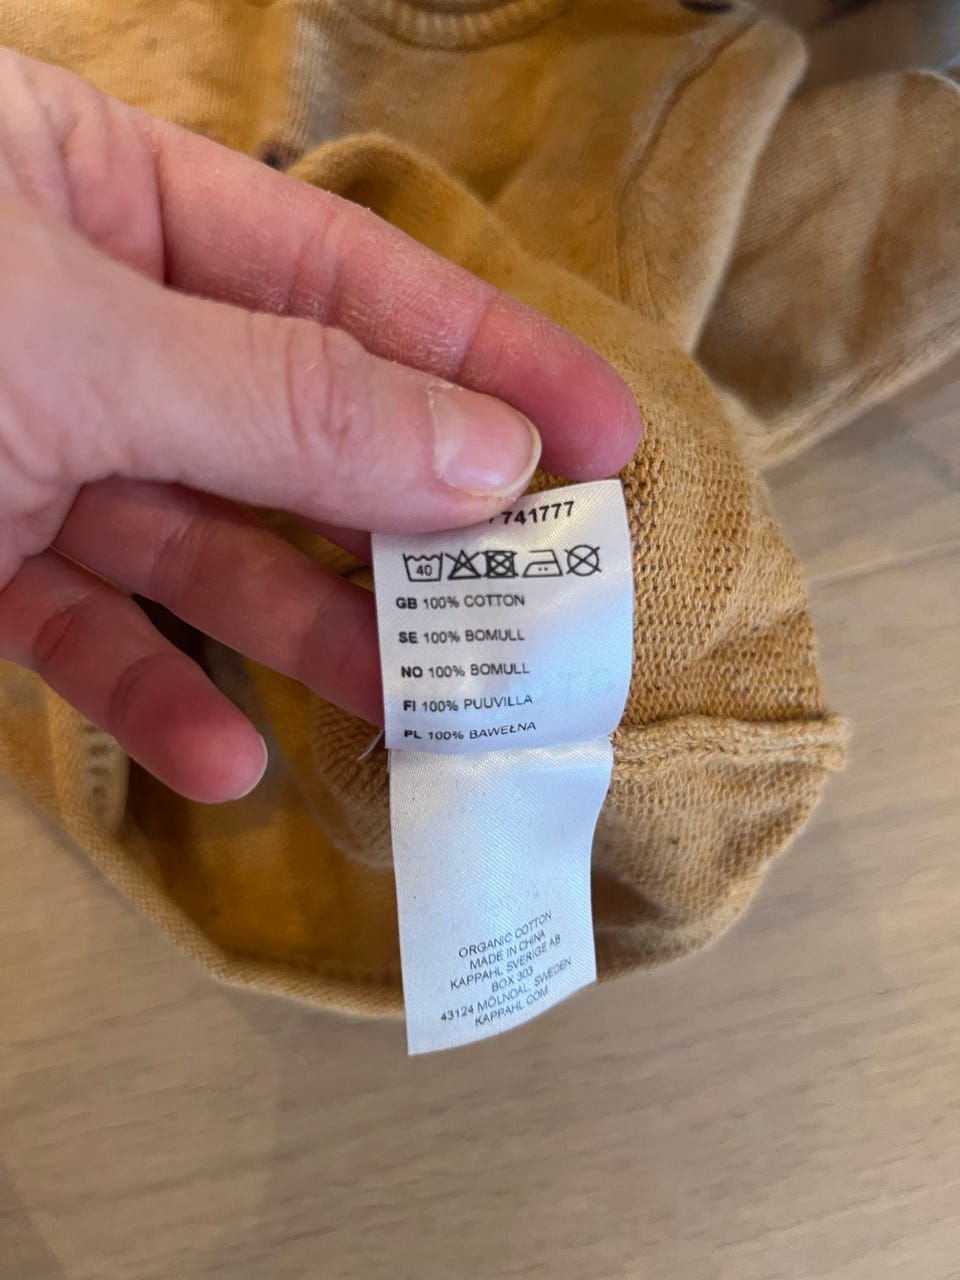 741777
40
GB 100% COTTON
SE 100% BOMULL
NO 100% BOMULL
FI 100% PUUVILLA
PL 100% BAWEŁNA
ORGANIC COTTON
MADE IN CHINA
KAPPAHL SVERIGE AB
BOX 303
43124 MÖLNDAL, SWEDEN
KAPPAHL.COM